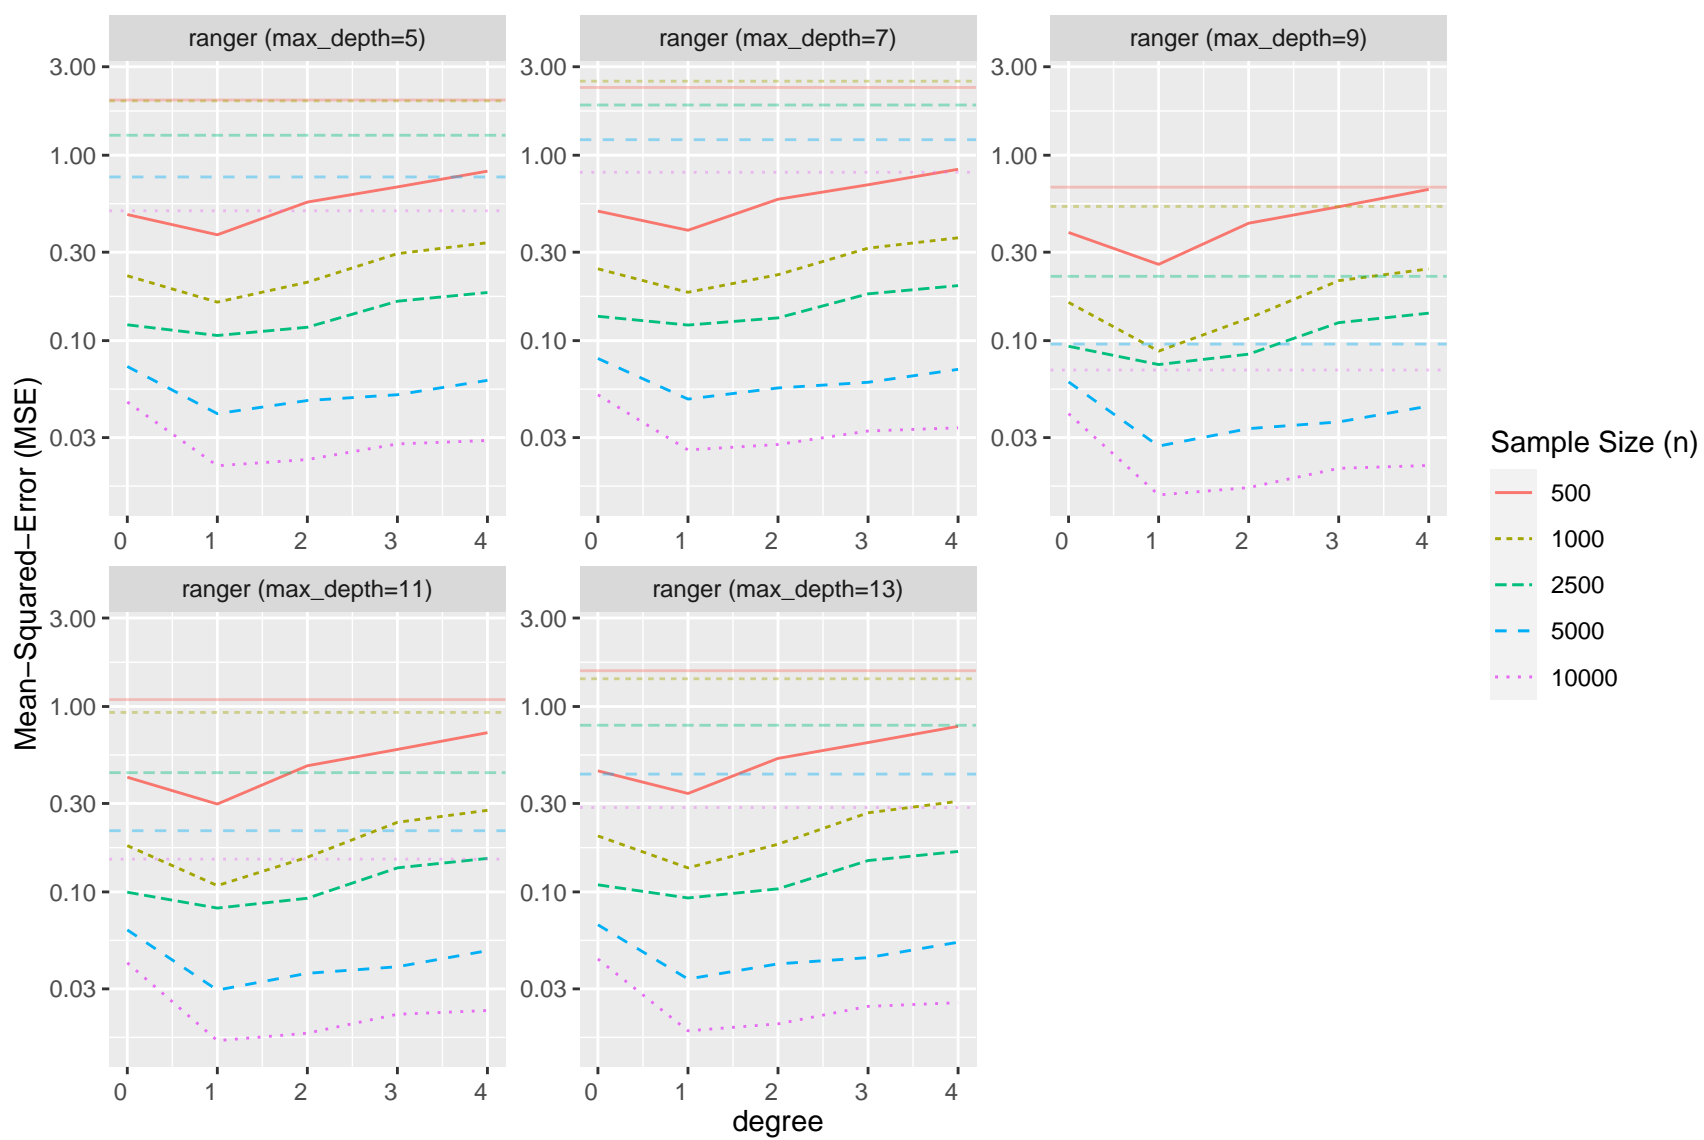 ranger (max_depth=5)
ranger (max_depth=7)
ranger (max_depth=9)
3.00
1.00
0.30
0.10
0.03
3.00
1.00
0.30
0.10
0.03
3.00
1.00
0.30
0.10
0.03
0 1 2 3 4
0 1 2 3 4
0 1 2 3 4
ranger (max_depth=11)
ranger (max_depth=13)
3.00
1.00
0.30
0.10
0.03
3.00
1.00
0.30
0.10
0.03
0 1 2 3 4
0 1 2 3 4
degree
Mean−Squared−Error (MSE)
Sample Size (n)
500
1000
2500
5000
10000